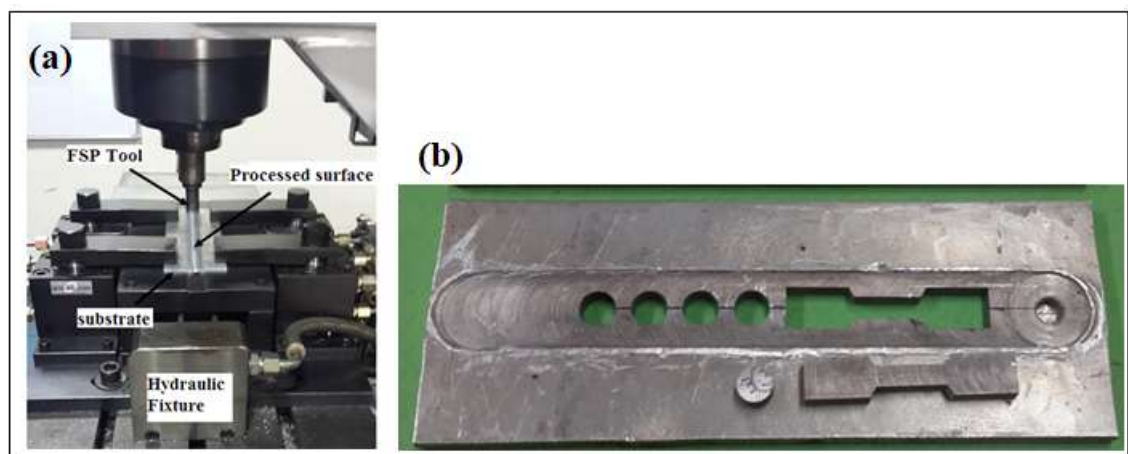 (a)
FSP Tool
Processed surface
substrate
Hydraulic
Fixture
(b)